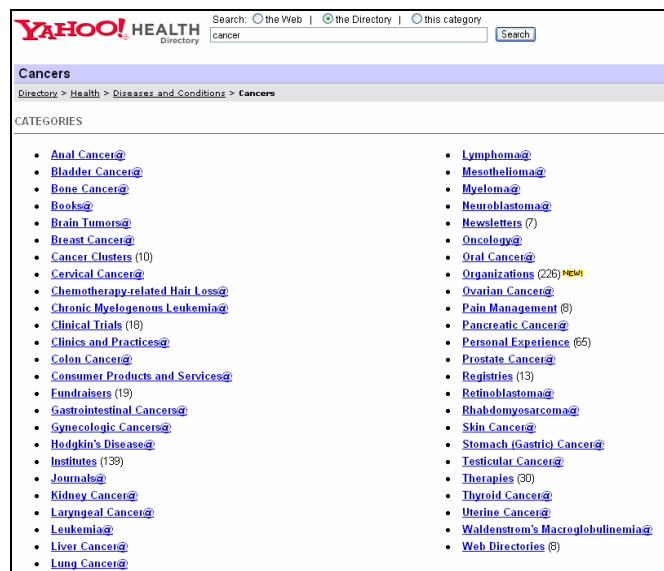 YAHOO! HEALTH Directory
Search: the Web | the Directory | this category
cancer Search
Cancers
Directory > Health > Diseases and Conditions > Cancers
CATEGORIES
Anal Cancer@
Bladder Cancer@
Bone Cancer@
Books@
Brain Tumors@
Breast Cancer@
Cancer Clusters (10)
Cervical Cancer@
Chemotherapy-related Hair Loss@
Chronic Myelogenous Leukemia@
Clinical Trials (18)
Clinics and Practices@
Colon Cancer@
Consumer Products and Services@
Fundraisers (19)
Gastrointestinal Cancers@
Gynecologic Cancers@
Hodgkin's Disease@
Institutes (139)
Journals@
Kidney Cancer@
Laryngeal Cancer@
Leukemia@
Liver Cancer@
Lung Cancer@
Lymphoma@
Mesothelioma@
Myeloma@
Neuroblastoma@
Newsletters (7)
Oncology@
Oral Cancer@
Organizations (226) NEW!
Ovarian Cancer@
Pain Management (8)
Pancreatic Cancer@
Personal Experience (65)
Prostate Cancer@
Registries (13)
Retinoblastoma@
Rhabdomyosarcoma@
Skin Cancer@
Stomach (Gastric) Cancer@
Testicular Cancer@
Therapies (30)
Thyroid Cancer@
Uterine Cancer@
Waldenstrom's Macroglobulinemia@
Web Directories (8)